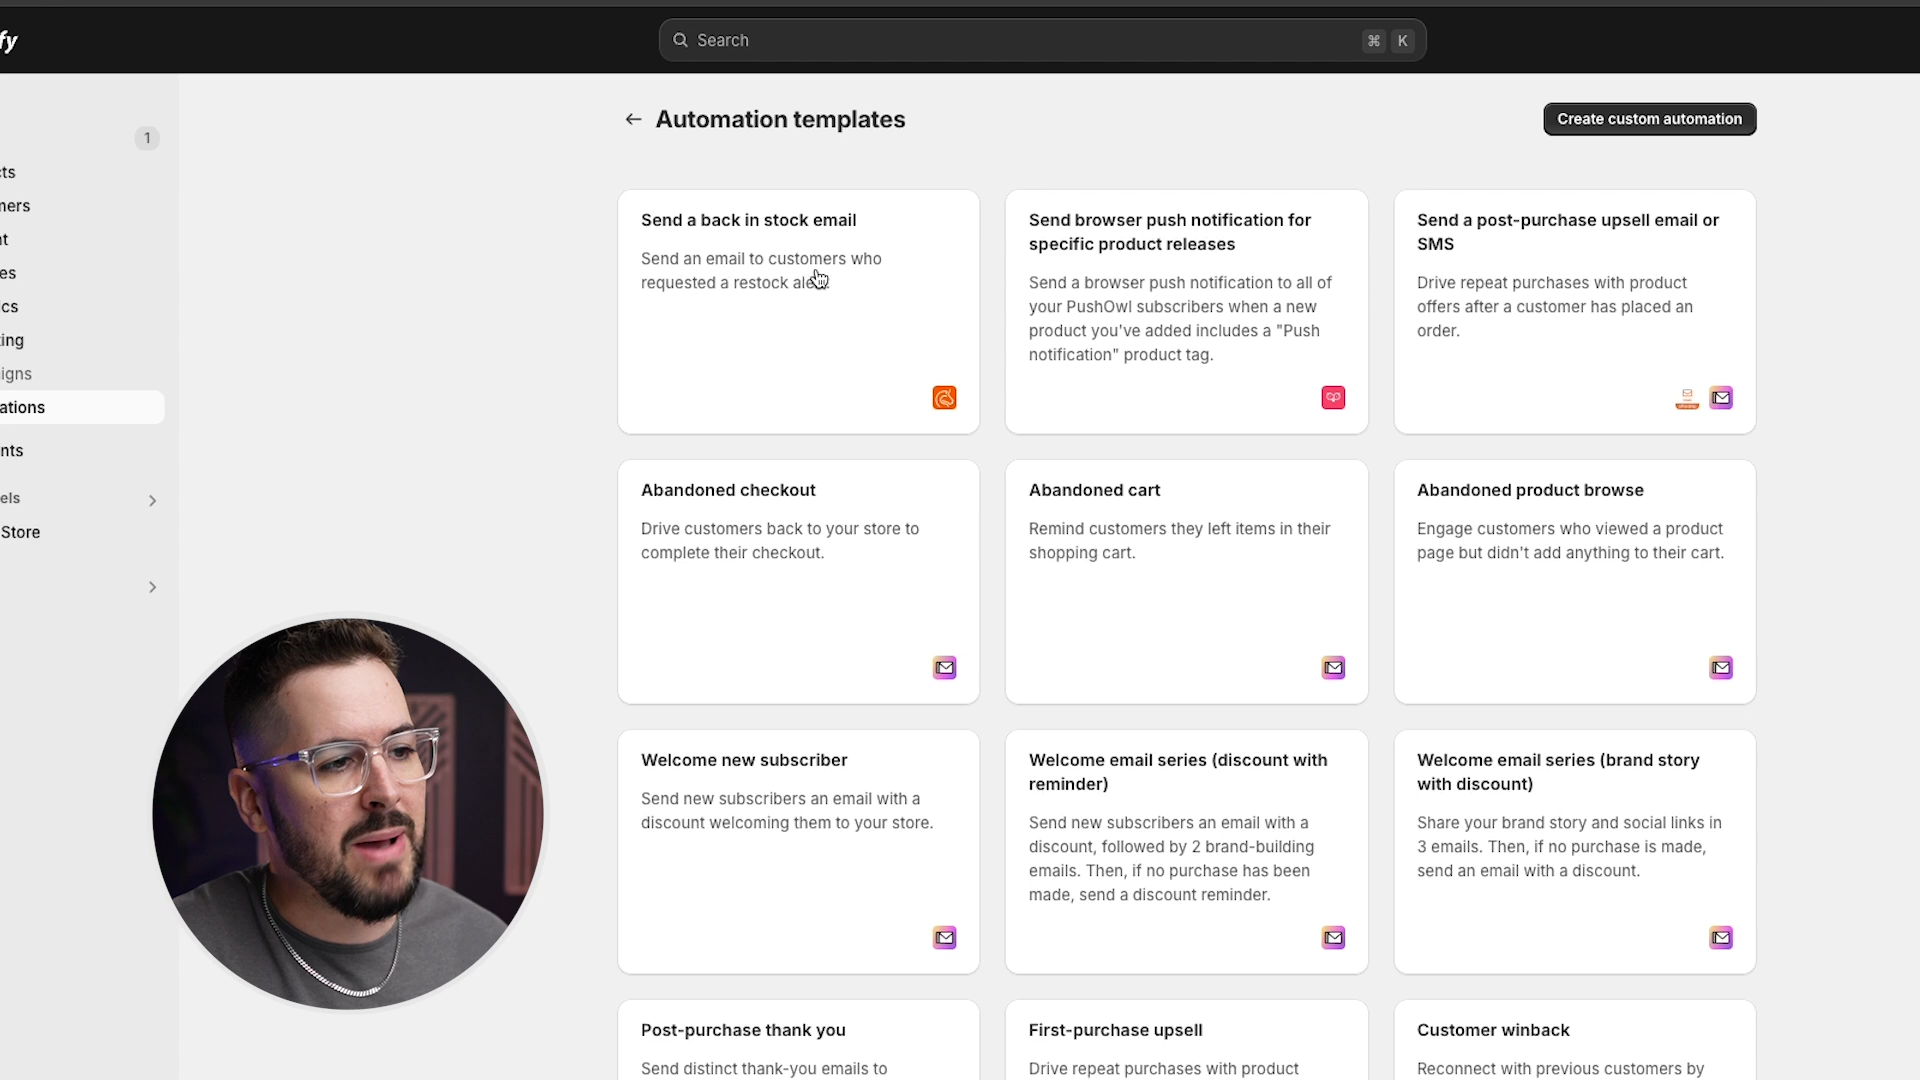 fy
Search
⌘ K
1
cts
mers
nt
es
ics
ting
aigns
ations
nts
els
Store
Automation templates
Create custom automation
Send a back in stock email
Send an email to customers who
requested a restock
Send browser push notification for
specific product releases
Send a browser push notification to all of
your PushOwl subscribers when a new
product you've added includes a "Push
notification" product tag.
Send a post-purchase upsell email or
SMS
Drive repeat purchases with product
offers after a customer has placed an
order.
Abandoned checkout
Drive customers back to your store to
complete their checkout.
Abandoned cart
Remind customers they left items in their
shopping cart.
Abandoned product browse
Engage customers who viewed a product
page but didn't add anything to their cart.
Welcome new subscriber
Send new subscribers an email with a
discount welcoming them to your store.
Welcome email series (discount with
reminder)
Send new subscribers an email with a
discount, followed by 2 brand-building
emails. Then, if no purchase has been
made, send a discount reminder.
Welcome email series (brand story
with discount)
Share your brand story and social links in
3 emails. Then, if no purchase is made,
send an email with a discount.
Post-purchase thank you
Send distinct thank-you emails to
First-purchase upsell
Drive repeat purchases with product
Customer winback
Reconnect with previous customers by